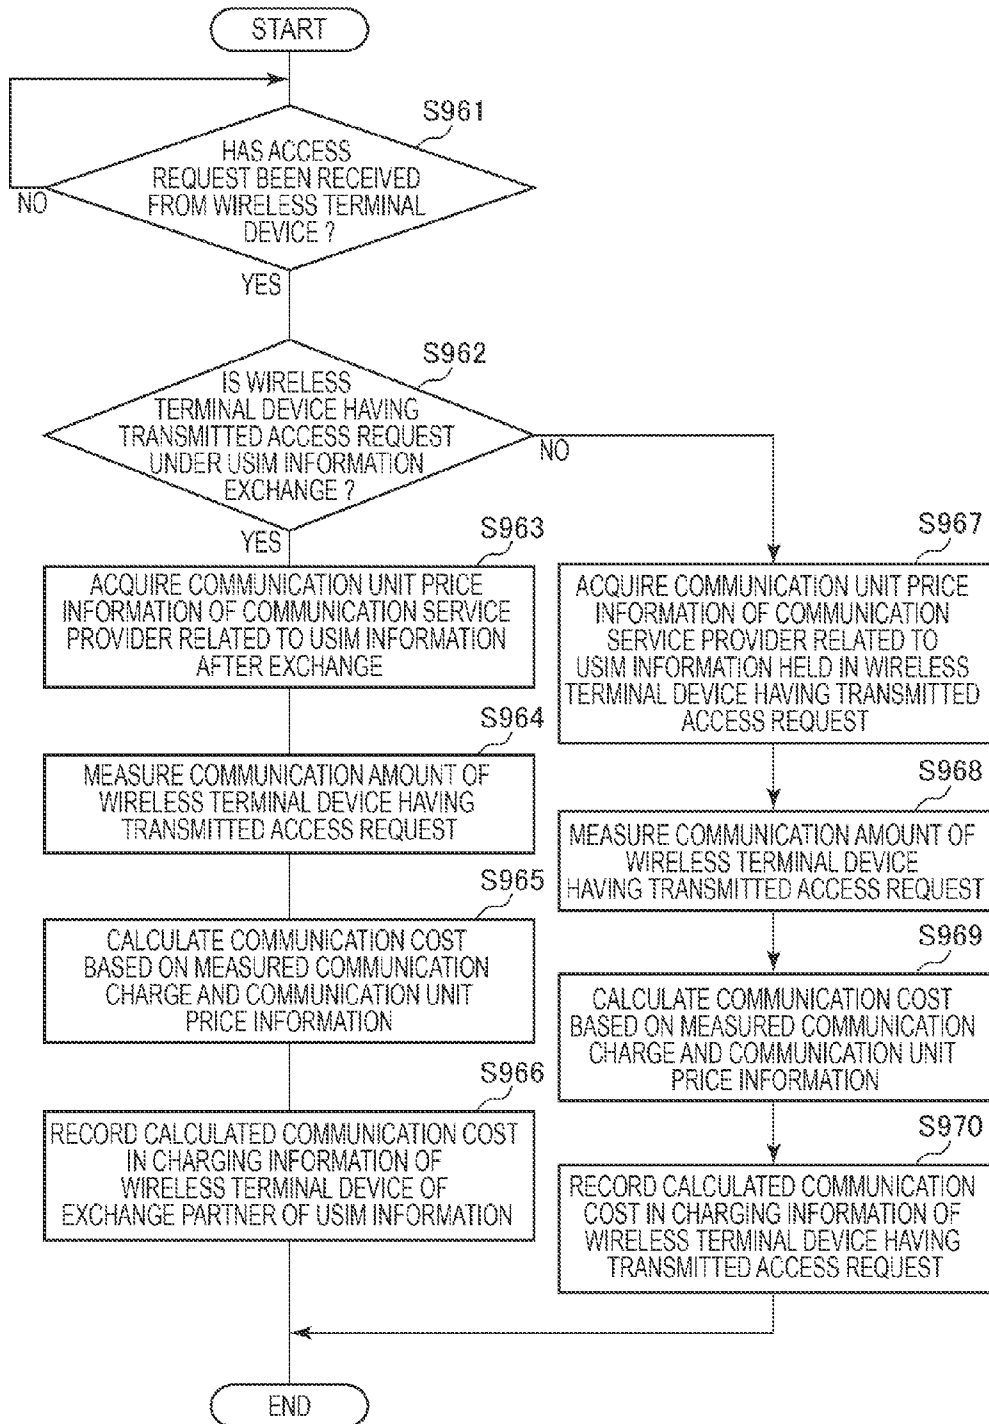 START
S961
HAS ACCESS
REQUEST BEEN RECEIVED
FROM WIRELESS TERMINAL
DEVICE ?
NO
YES
S962
IS WIRELESS
TERMINAL DEVICE HAVING
TRANSMITTED ACCESS REQUEST
UNDER USIM INFORMATION
EXCHANGE ?
NO
YES
S963
ACQUIRE COMMUNICATION UNIT PRICE
INFORMATION OF COMMUNICATION SERVICE
PROVIDER RELATED TO USIM INFORMATION
AFTER EXCHANGE
S964
MEASURE COMMUNICATION AMOUNT OF
WIRELESS TERMINAL DEVICE HAVING
TRANSMITTED ACCESS REQUEST
S965
CALCULATE COMMUNICATION COST
BASED ON MEASURED COMMUNICATION
CHARGE AND COMMUNICATION UNIT
PRICE INFORMATION
S966
RECORD CALCULATED COMMUNICATION COST
IN CHARGING INFORMATION OF
WIRELESS TERMINAL DEVICE OF
EXCHANGE PARTNER OF USIM INFORMATION
S967
ACQUIRE COMMUNICATION UNIT PRICE
INFORMATION OF COMMUNICATION
SERVICE PROVIDER RELATED TO
USIM INFORMATION HELD IN WIRELESS
TERMINAL DEVICE HAVING TRANSMITTED
ACCESS REQUEST
S968
MEASURE COMMUNICATION AMOUNT OF
WIRELESS TERMINAL DEVICE
HAVING TRANSMITTED ACCESS REQUEST
S969
CALCULATE COMMUNICATION COST
BASED ON MEASURED COMMUNICATION
CHARGE AND COMMUNICATION UNIT
PRICE INFORMATION
S970
RECORD CALCULATED COMMUNICATION
COST IN CHARGING INFORMATION OF
WIRELESS TERMINAL DEVICE HAVING
TRANSMITTED ACCESS REQUEST
END